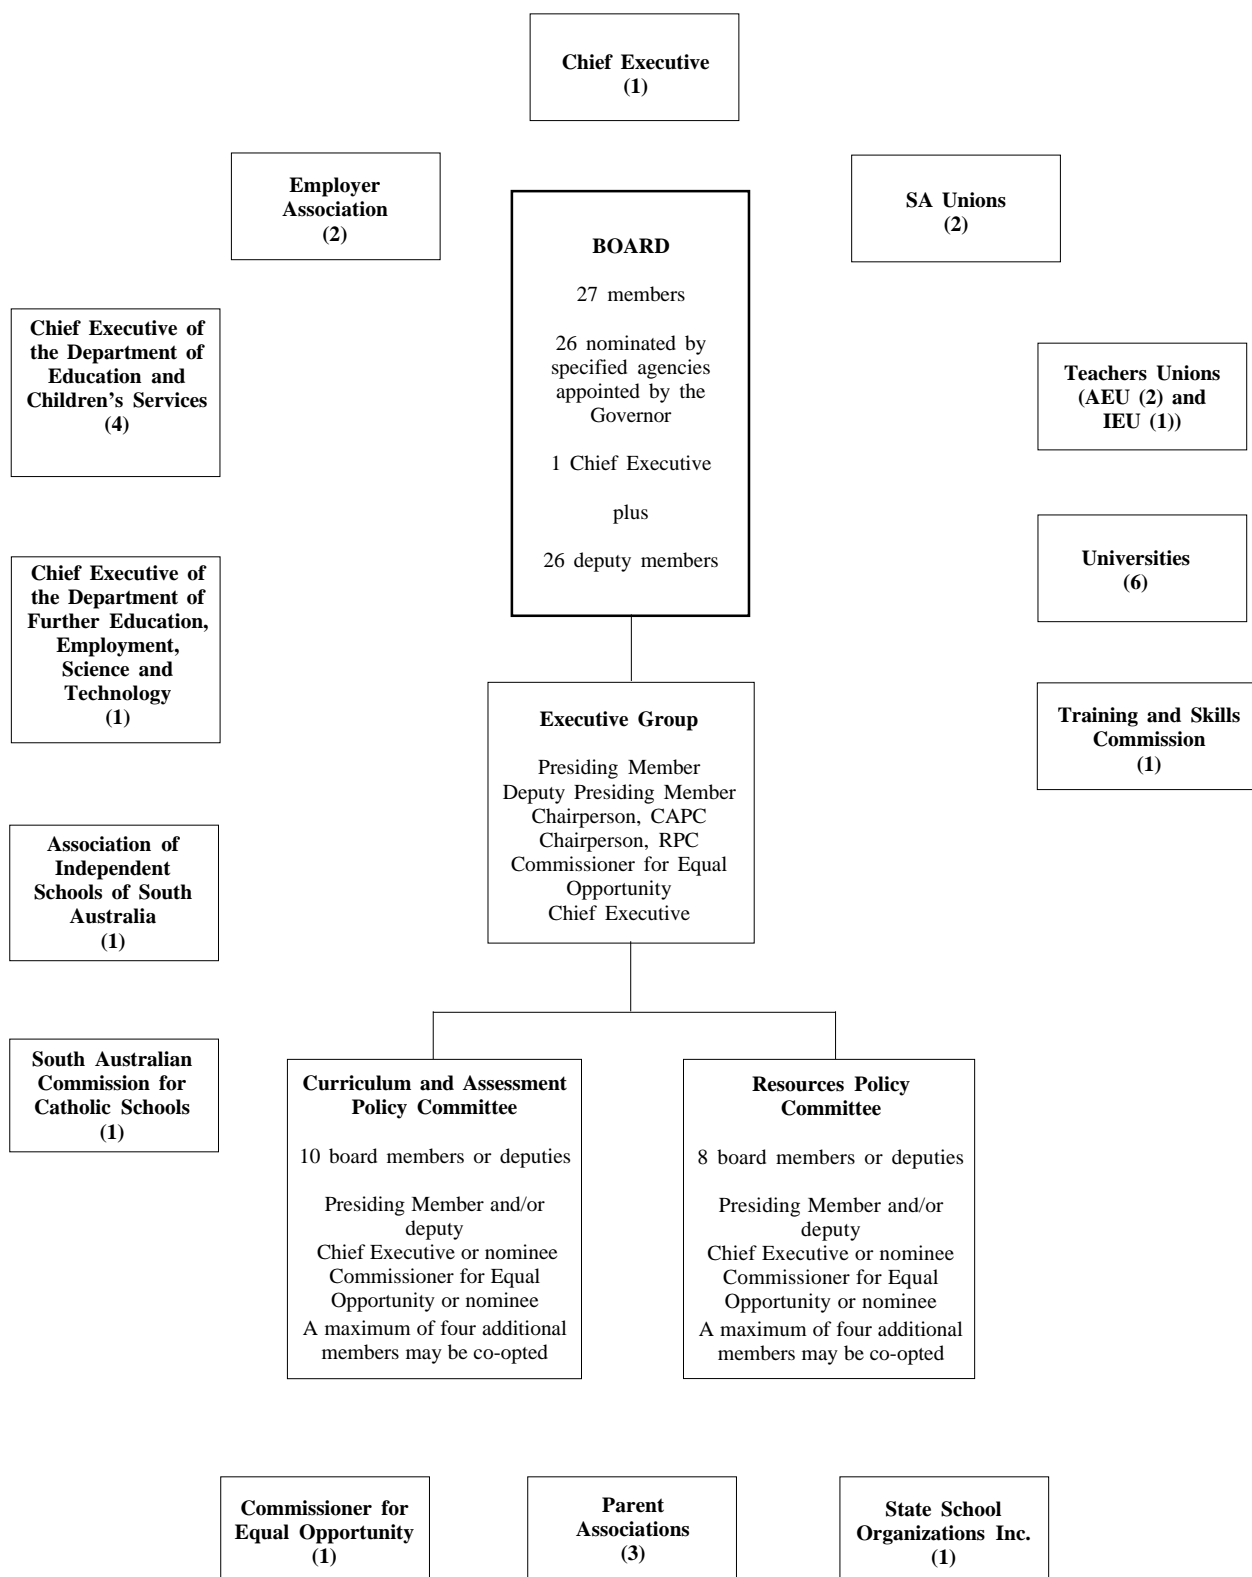 Chief Executive
(1)
Employer
Association
(2)
SA Unions
(2)
BOARD
27 members
26 nominated by
specified agencies
appointed by the
Governor
1 Chief Executive
plus
26 deputy members
Chief Executive of
the Department of
Education and
Children's Services
(4)
Teachers Unions
(AEU (2) and
IEU (1))
Chief Executive of
the Department of
Further Education,
Employment,
Science and
Technology
(1)
Universities
(6)
Executive Group
Presiding Member
Deputy Presiding Member
Chairperson, CAPC
Chairperson, RPC
Commissioner for Equal
Opportunity
Chief Executive
Training and Skills
Commission
(1)
Association of
Independent
Schools of South
Australia
(1)
South Australian
Commission for
Catholic Schools
(1)
Curriculum and Assessment
Policy Committee
10 board members or deputies
Presiding Member and/or
deputy
Chief Executive or nominee
Commissioner for Equal
Opportunity or nominee
A maximum of four additional
members may be co-opted
Resources Policy
Committee
8 board members or deputies
Presiding Member and/or
deputy
Chief Executive or nominee
Commissioner for Equal
Opportunity or nominee
A maximum of four additional
members may be co-opted
Commissioner for
Equal Opportunity
(1)
Parent
Associations
(3)
State School
Organizations Inc.
(1)